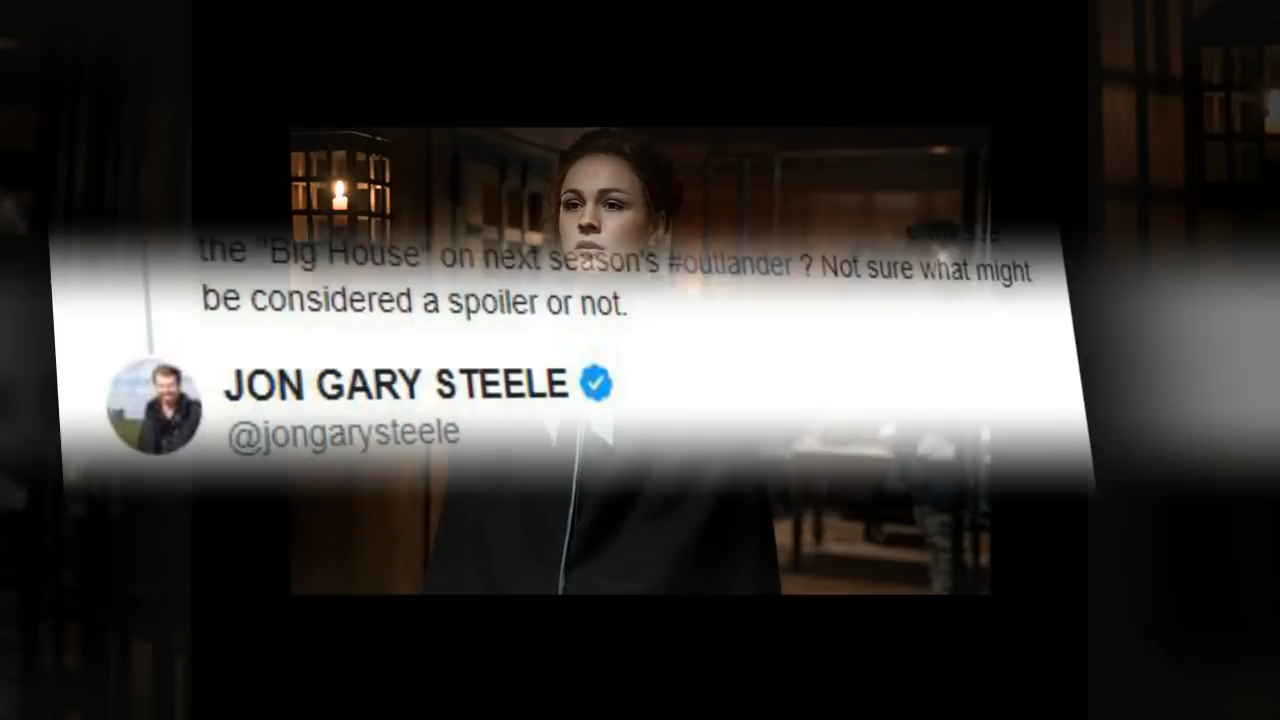 the "Big House" on next season's #outlander ? Not sure what might
be considered a spoiler or not.
JON GARY STEELE
@jongarysteele